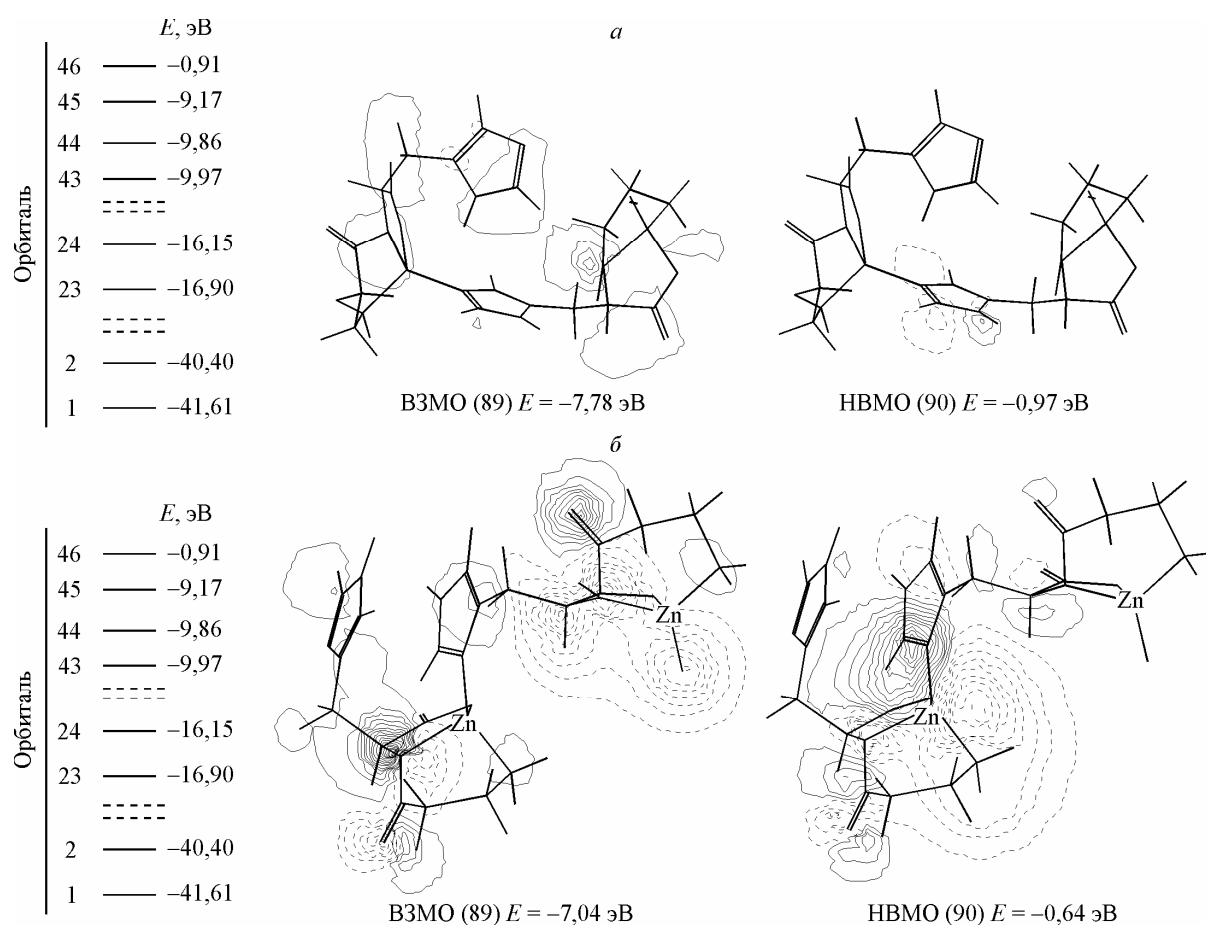 а
E, эВ
46 –0,91
45 –9,17
44 –9,86
43 –9,97
24 –16,15
23 –16,90
2 –40,40
1 –41,61
Орбиталь
ВЗМО (89) E = –7,78 эВ
НВМО (90) E = –0,97 эВ
б
E, эВ
46 –0,91
45 –9,17
44 –9,86
43 –9,97
24 –16,15
23 –16,90
2 –40,40
1 –41,61
Орбиталь
Zn
Zn
Zn
Zn
ВЗМО (89) E = –7,04 эВ
НВМО (90) E = –0,64 эВ